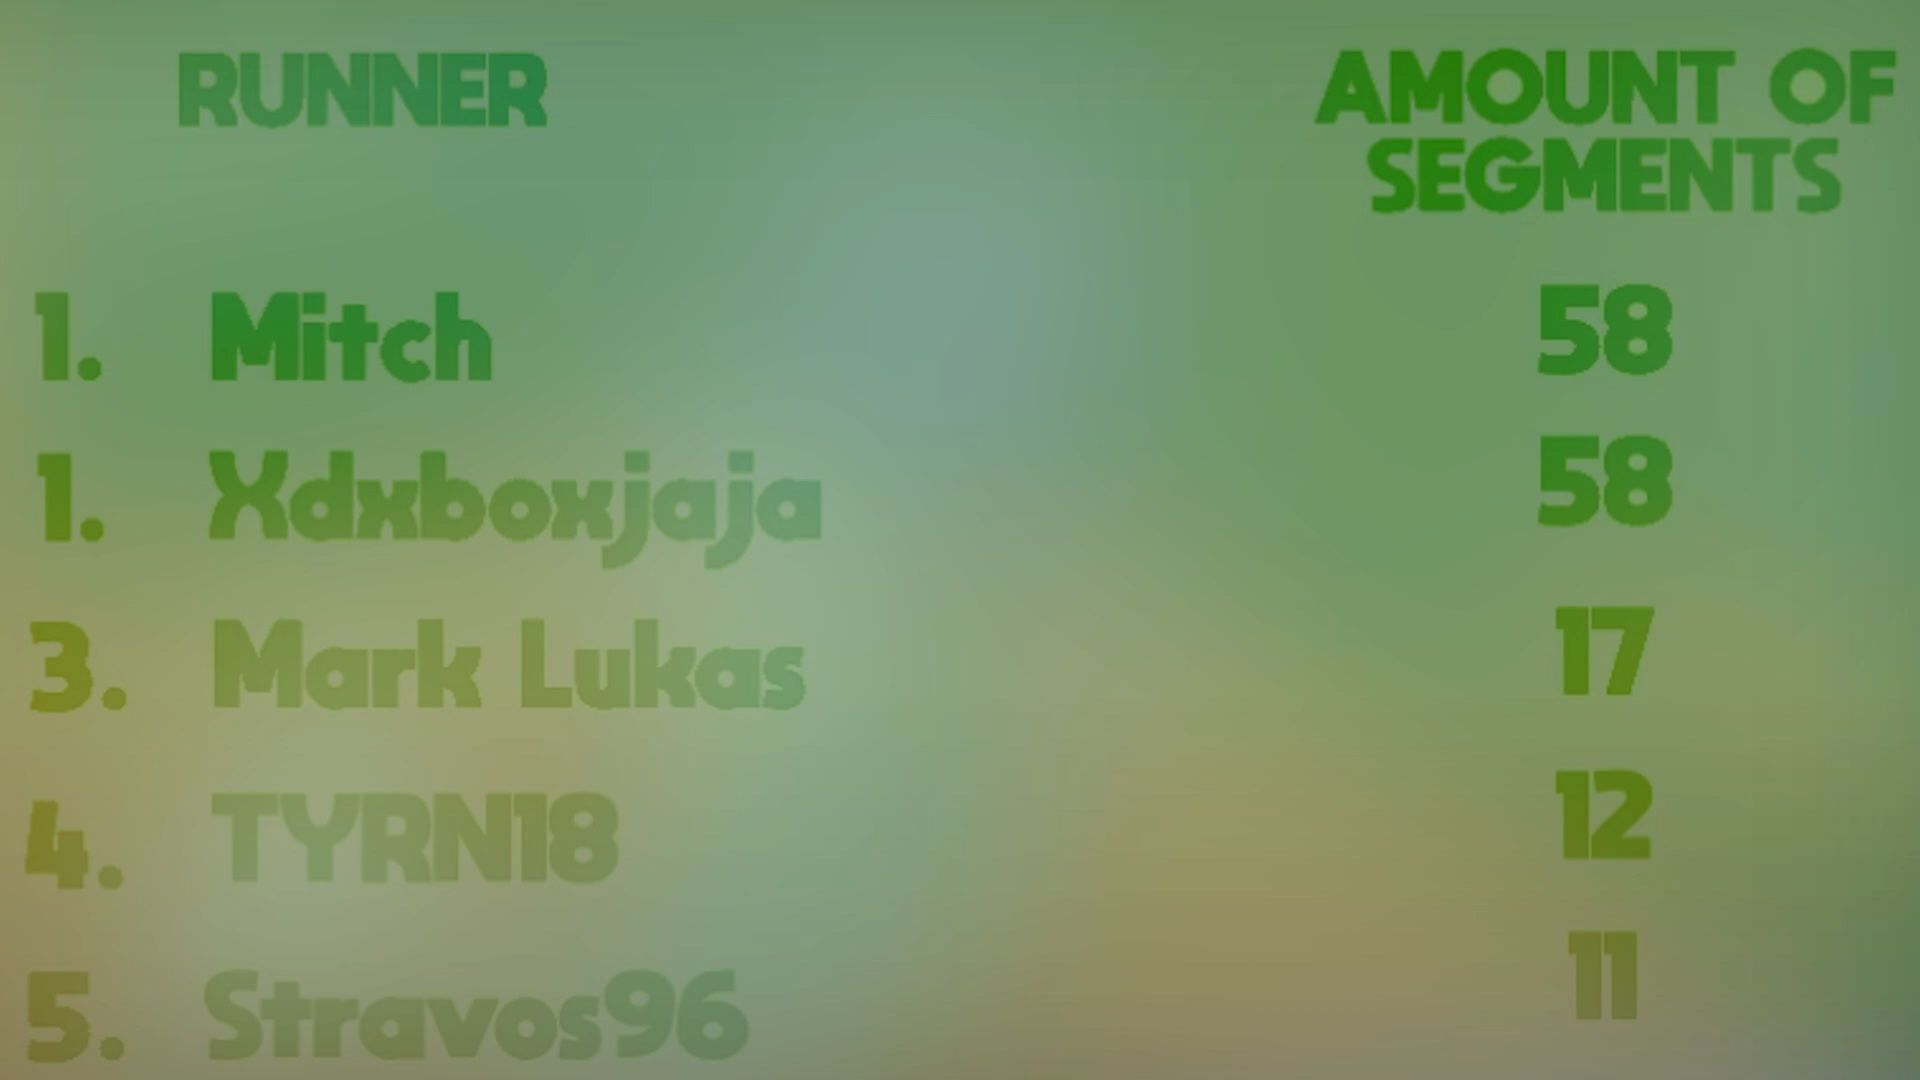 RUNNER
AMOUNT OF
SEGMENTS
1. Mitch 58
1. Xdxboxjaja 58
3. Mark Lukas 17
4. TYRN18 12
5. Stravos96 11